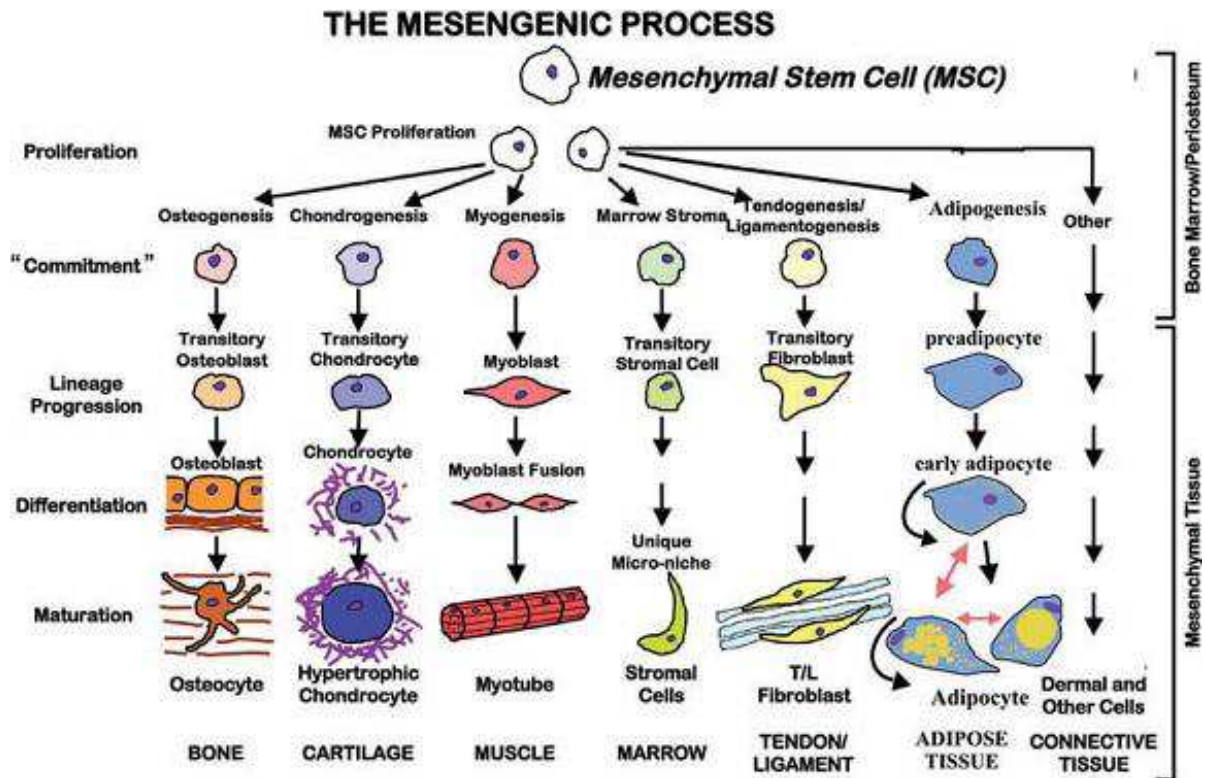 THE MESENGENIC PROCESS
Mesenchymal Stem Cell (MSC)
MSC Proliferation
Proliferation
Osteogenesis
Chondrogenesis
Myogenesis
Marrow Stroma
Tendogenesis/
Ligamentogenesis
Adipogenesis
Other
"Commitment"
Transitory
Osteoblast
Transitory
Chondrocyte
Myoblast
Transitory
Stromal Cell
Transitory
Fibroblast
preadipocyte
Lineage
Progression
Osteoblast
Chondrocyte
Myoblast Fusion
early adipocyte
Differentiation
Unique
Micro-niche
Maturation
Osteocyte
Hypertrophic
Chondrocyte
Myotube
Stromal
Cells
T/L
Fibroblast
Adipocyte
Dermal and
Other Cells
BONE
CARTILAGE
MUSCLE
MARROW
TENDON/
LIGAMENT
ADIPOSE
TISSUE
CONNECTIVE
TISSUE
Bone Marrow/Periosteum
Mesenchymal Tissue